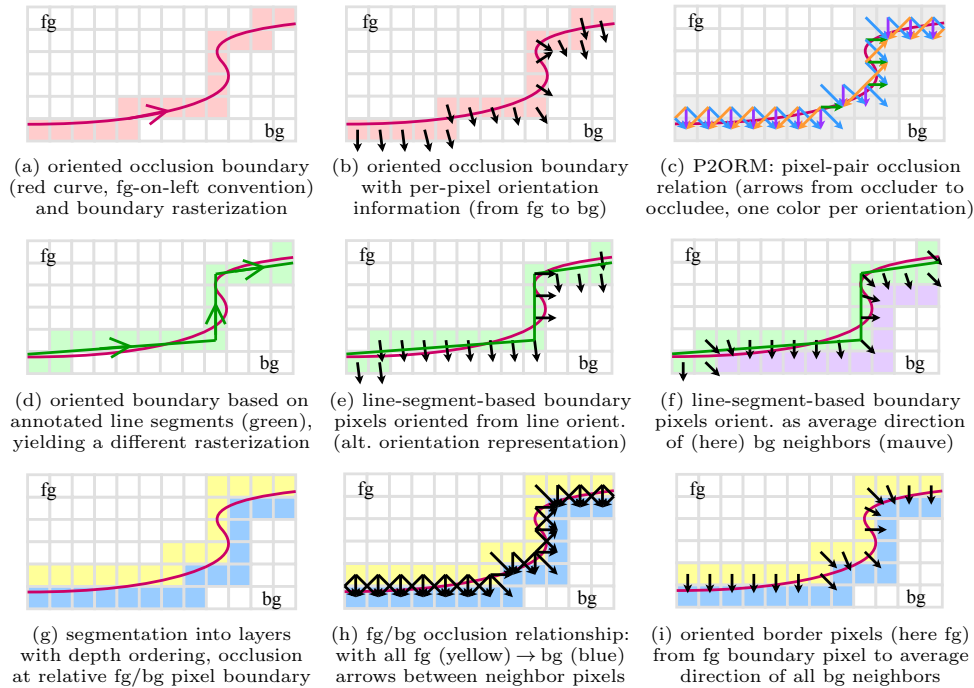 fg
bg
(a) oriented occlusion boundary
(red curve, fg-on-left convention)
and boundary rasterization
fg
bg
(b) oriented occlusion boundary
with per-pixel orientation
information (from fg to bg)
fg
bg
(c) P2ORM: pixel-pair occlusion
relation (arrows from occluder to
occludee, one color per orientation)
fg
bg
(d) oriented boundary based on
annotated line segments (green),
yielding a different rasterization
fg
bg
(e) line-segment-based boundary
pixels oriented from line orient.
(alt. orientation representation)
fg
bg
(f) line-segment-based boundary
pixels orient. as average direction
of (here) bg neighbors (mauve)
fg
bg
(g) segmentation into layers
with depth ordering, occlusion
at relative fg/bg pixel boundary
fg
bg
(h) fg/bg occlusion relationship:
with all fg (yellow) → bg (blue)
arrows between neighbor pixels
fg
bg
(i) oriented border pixels (here fg)
from fg boundary pixel to average
direction of all bg neighbors